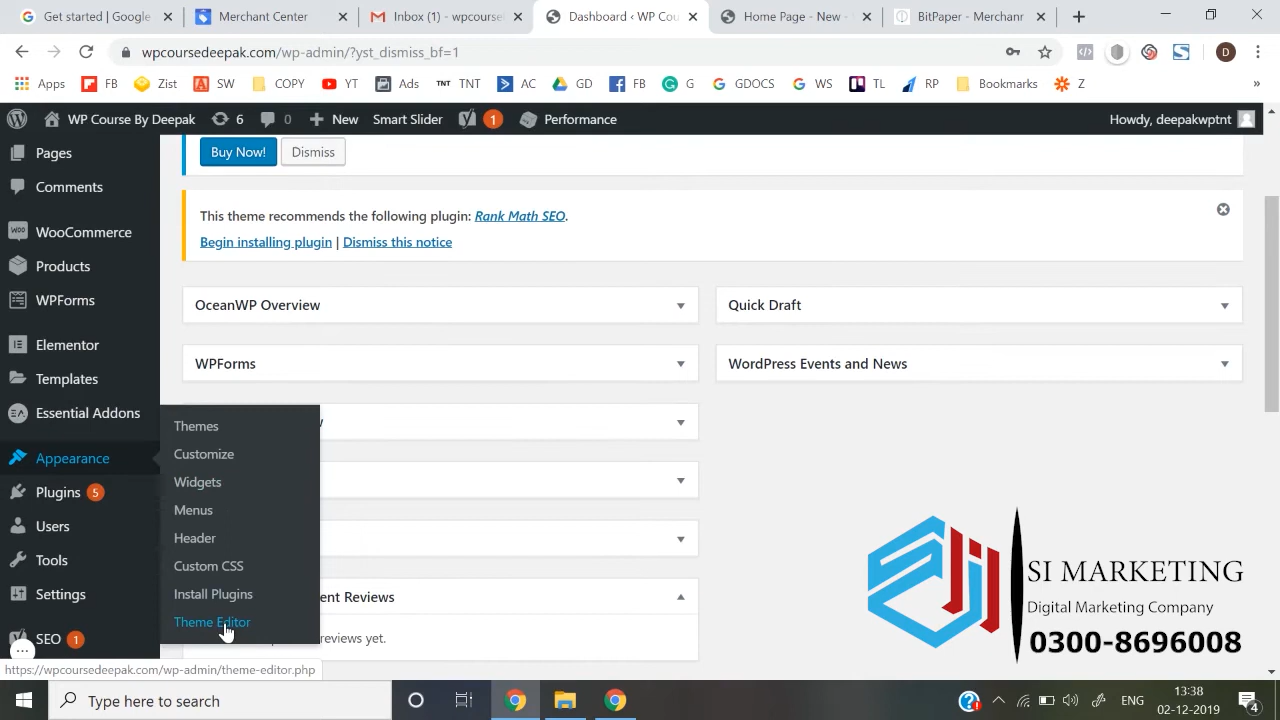 Get started | Google
Merchant Center
Inbox (1) - wpcourse
Dashboard ‹ WP Cou
Home Page - New - W
BitPaper - Merchanr
wpcoursedeepak.com/wp-admin/?yst_dismiss_bf=1
D
Apps
FB
Zist
SW
COPY
YT
Ads
TNT TNT
AC
GD
FB
G
GDOCS
WS
TL
RP
Bookmarks
Z
WP Course By Deepak
6
0
New
Smart Slider
1
Performance
Howdy, deepakwptnt
Pages
Comments
WooCommerce
Products
WPForms
Elementor
Templates
Essential Addons
Appearance
Plugins 5
Users
Tools
Settings
SEO 1
Buy Now!
Dismiss
This theme recommends the following plugin: Rank Math SEO.
Begin installing plugin | Dismiss this notice
OceanWP Overview
Quick Draft
WPForms
WordPress Events and News
Themes
Customize
Widgets
Menus
Header
Custom CSS
Install Plugins
Theme Editor
ent Reviews
reviews yet.
SI MARKETING
Digital Marketing Company
0300-8696008
https://wpcoursedeepak.com/wp-admin/theme-editor.php
Type here to search
ENG
13:38
02-12-2019
4